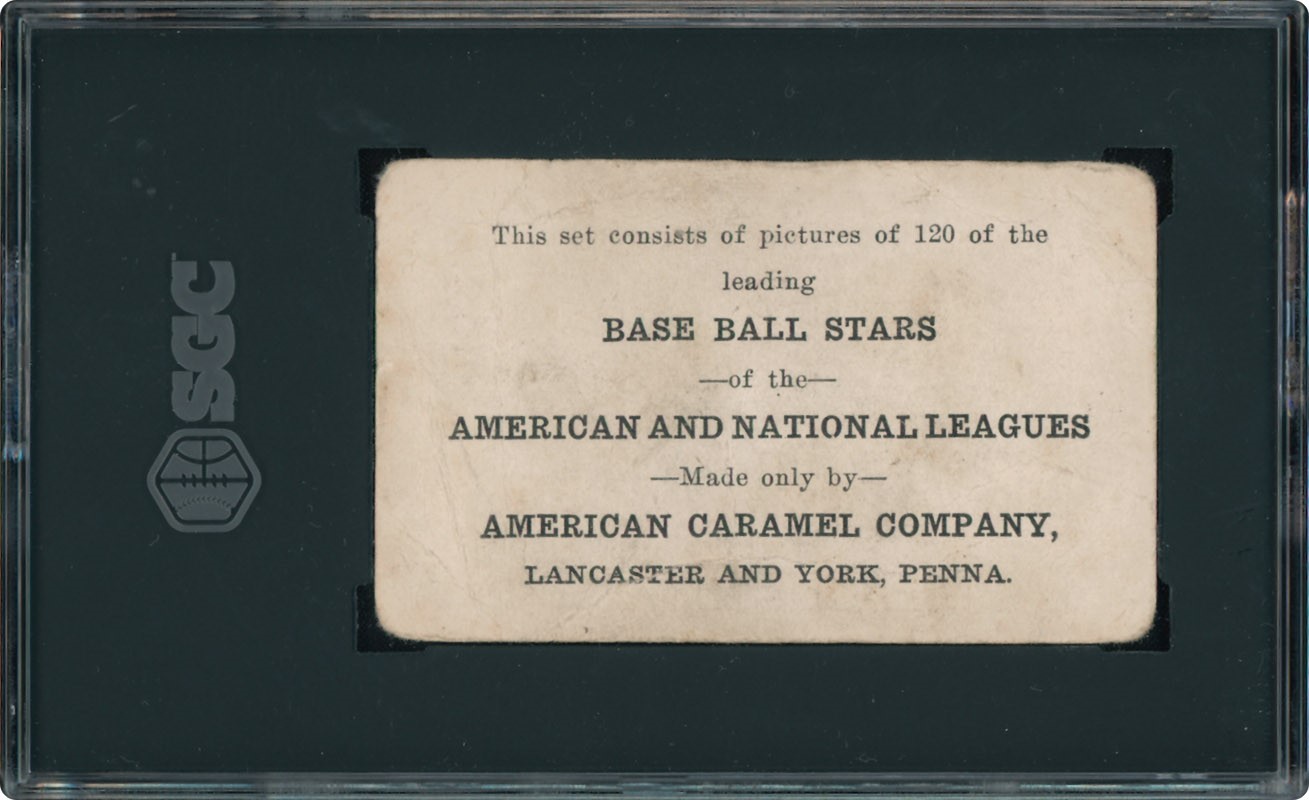 This set consists of pictures of 120 of the
leading
BASE BALL STARS
—of the—
AMERICAN AND NATIONAL LEAGUES
—Made only by—
AMERICAN CARAMEL COMPANY,
LANCASTER AND YORK, PENNA.
SGC